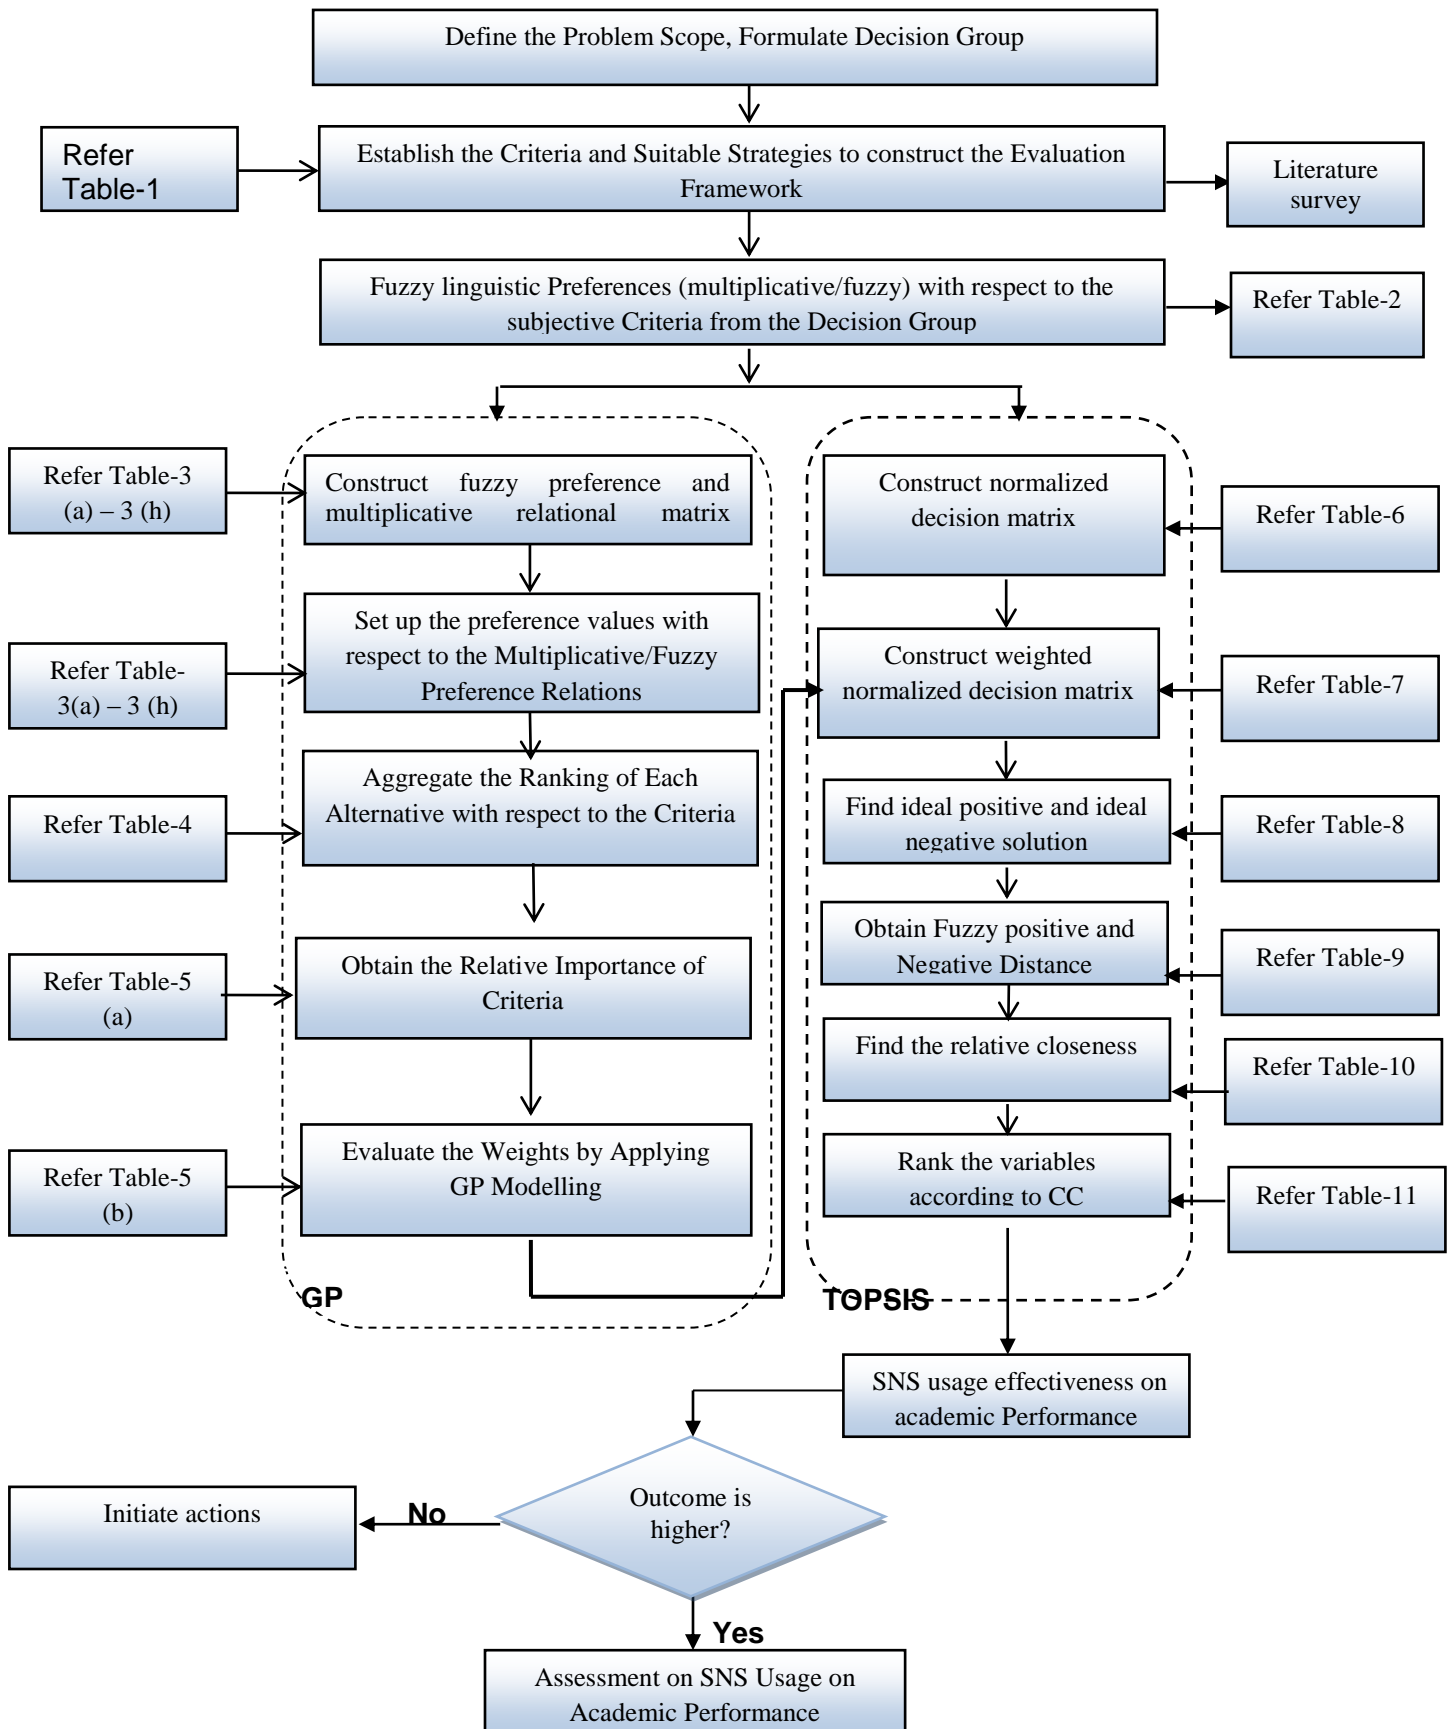 Define the Problem Scope, Formulate Decision Group
Refer
Table-1
Establish the Criteria and Suitable Strategies to construct the Evaluation
Framework
Literature
survey
Fuzzy linguistic Preferences (multiplicative/fuzzy) with respect to the
subjective Criteria from the Decision Group
Refer Table-2
Refer Table-3
(a) – 3 (h)
Construct fuzzy preference and
multiplicative relational matrix
Refer Table-
3(a) – 3 (h)
Set up the preference values with
respect to the Multiplicative/Fuzzy
Preference Relations
Refer Table-4
Aggregate the Ranking of Each
Alternative with respect to the Criteria
Refer Table-5
(a)
Obtain the Relative Importance of
Criteria
Refer Table-5
(b)
Evaluate the Weights by Applying
GP Modelling
GP
Construct normalized
decision matrix
Refer Table-6
Construct weighted
normalized decision matrix
Refer Table-7
Find ideal positive and ideal
negative solution
Refer Table-8
Obtain Fuzzy positive and
Negative Distance
Refer Table-9
Find the relative closeness
Refer Table-10
Rank the variables
according to CC
Refer Table-11
TOPSIS
SNS usage effectiveness on
academic Performance
Outcome is
higher?
No
Initiate actions
Yes
Assessment on SNS Usage on
Academic Performance